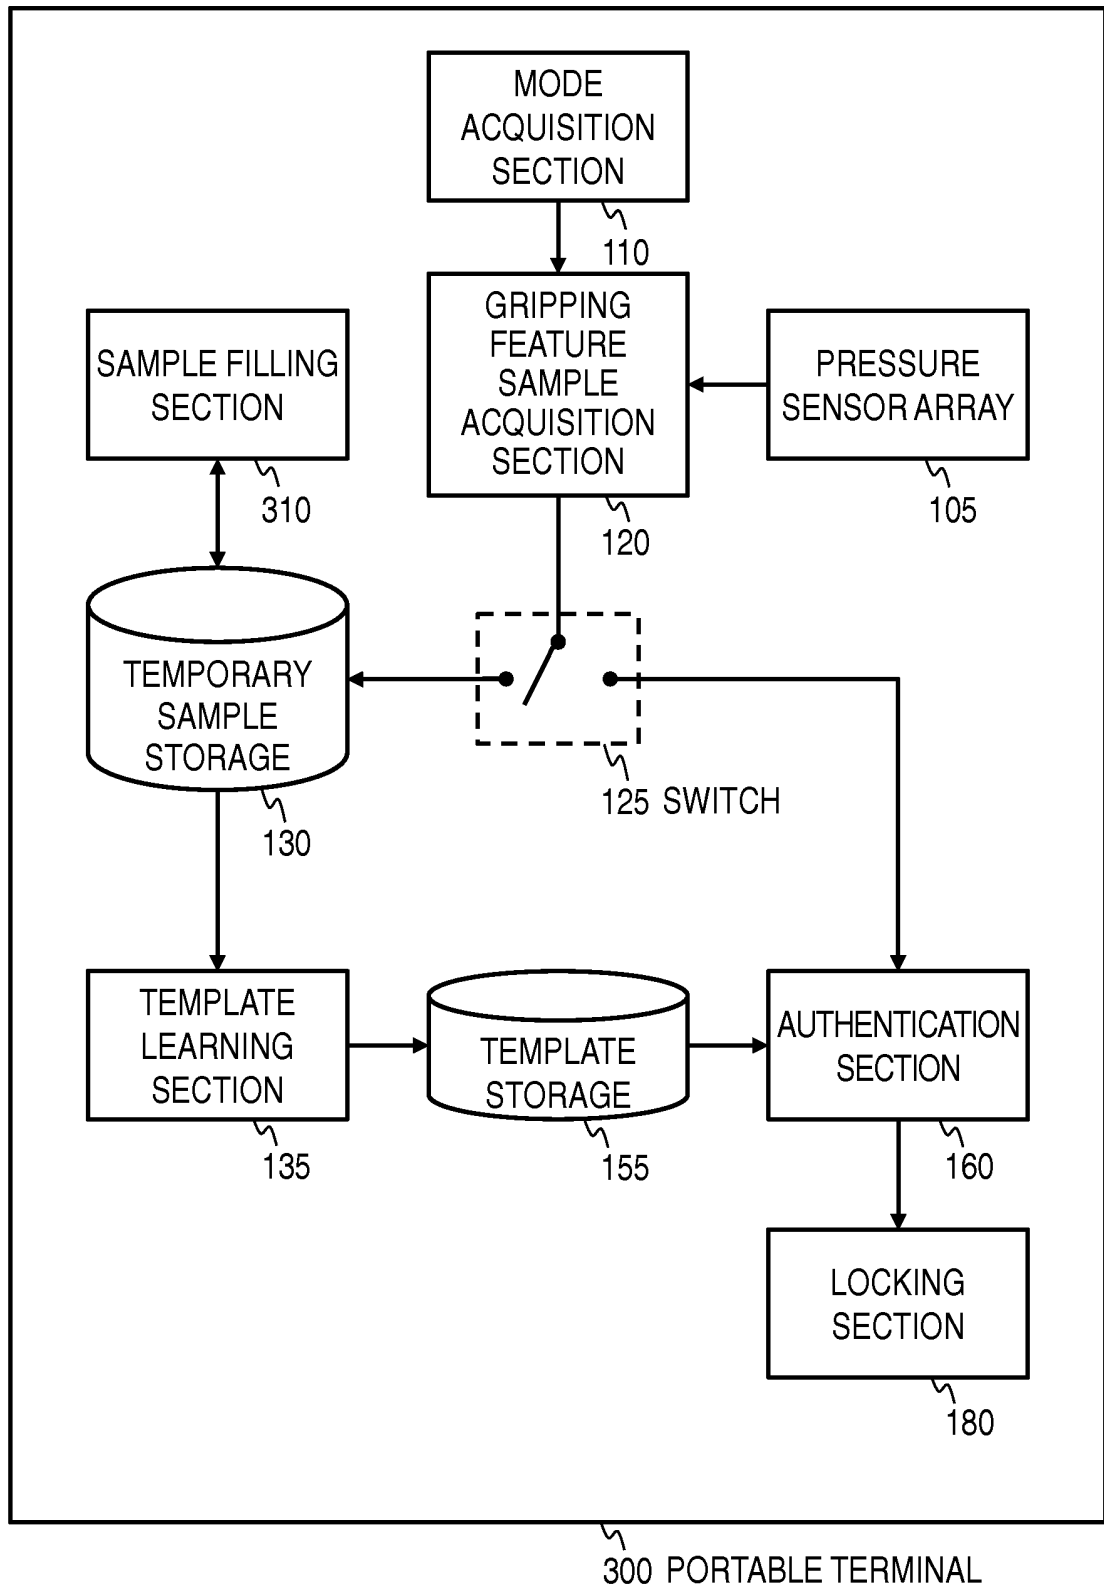 MODE
ACQUISITION
SECTION
110
GRIPPING
FEATURE
SAMPLE
ACQUISITION
SECTION
120
SAMPLE FILLING
SECTION
310
PRESSURE
SENSOR ARRAY
105
TEMPORARY
SAMPLE
STORAGE
130
125 SWITCH
TEMPLATE
LEARNING
SECTION
135
TEMPLATE
STORAGE
155
AUTHENTICATION
SECTION
160
LOCKING
SECTION
180
300 PORTABLE TERMINAL